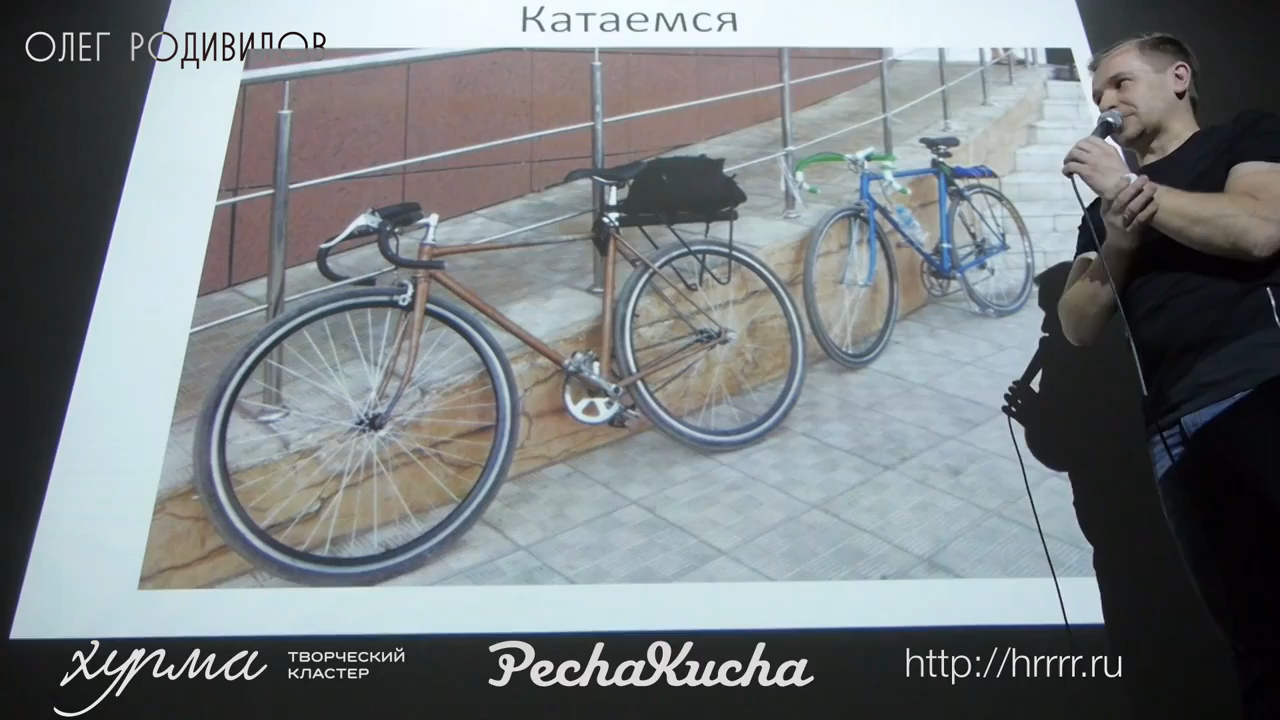 Катаемся
ОЛЕГ РОДИВИЛОВ
хурма
ТВОРЧЕСКИЙ
КЛАСТЕР
PechaKucha
http://hrrrr.ru